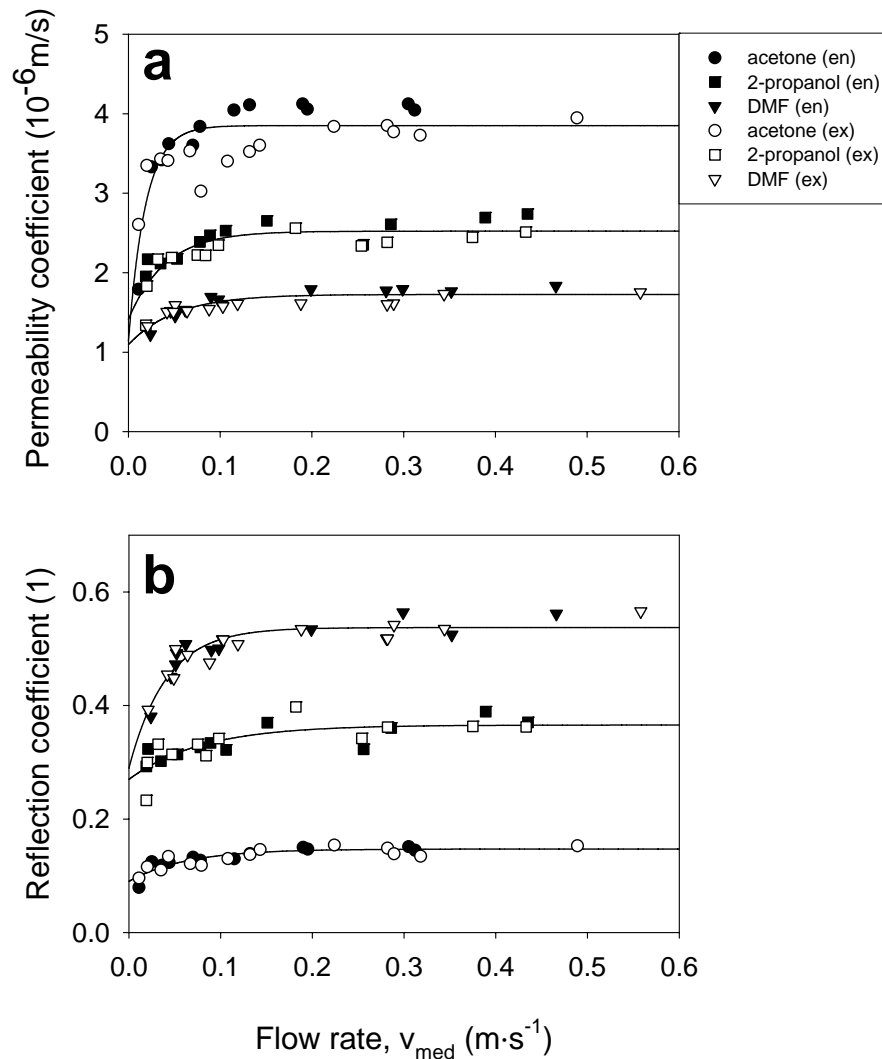 a
Permeability coefficient (10⁻⁶m/s)
5
4
3
2
1
0
0.0 0.1 0.2 0.3 0.4 0.5 0.6
acetone (en)
2-propanol (en)
DMF (en)
acetone (ex)
2-propanol (ex)
DMF (ex)
b
Reflection coefficient (1)
0.6
0.4
0.2
0.0
0.0 0.1 0.2 0.3 0.4 0.5 0.6
Flow rate, v_med (m·s⁻¹)